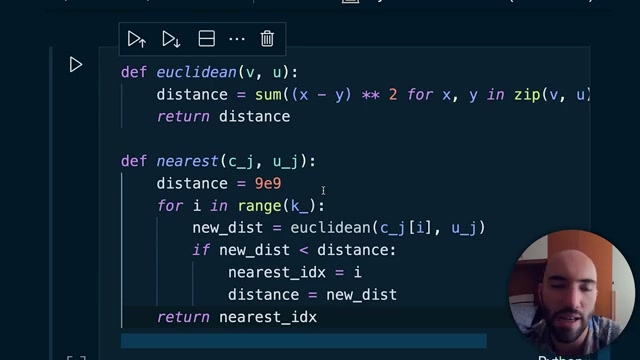 def euclidean(v, u):
distance = sum((x - y) ** 2 for x, y in zip(v, u)
return distance
def nearest(c_j, u_j):
distance = 9e9
for i in range(k_):
new_dist = euclidean(c_j[i], u_j)
if new_dist < distance:
nearest_idx = i
distance = new_dist
return nearest_idx